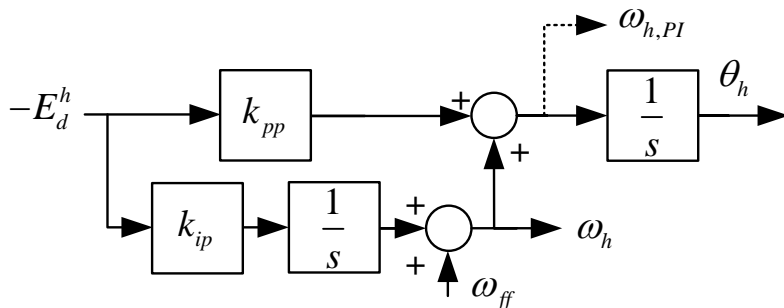 ω_{h,PI}
−E_d^h
k_{pp}
+
+
1/s
θ_h
k_{ip}
1/s
+
+
ω_h
ω_{ff}